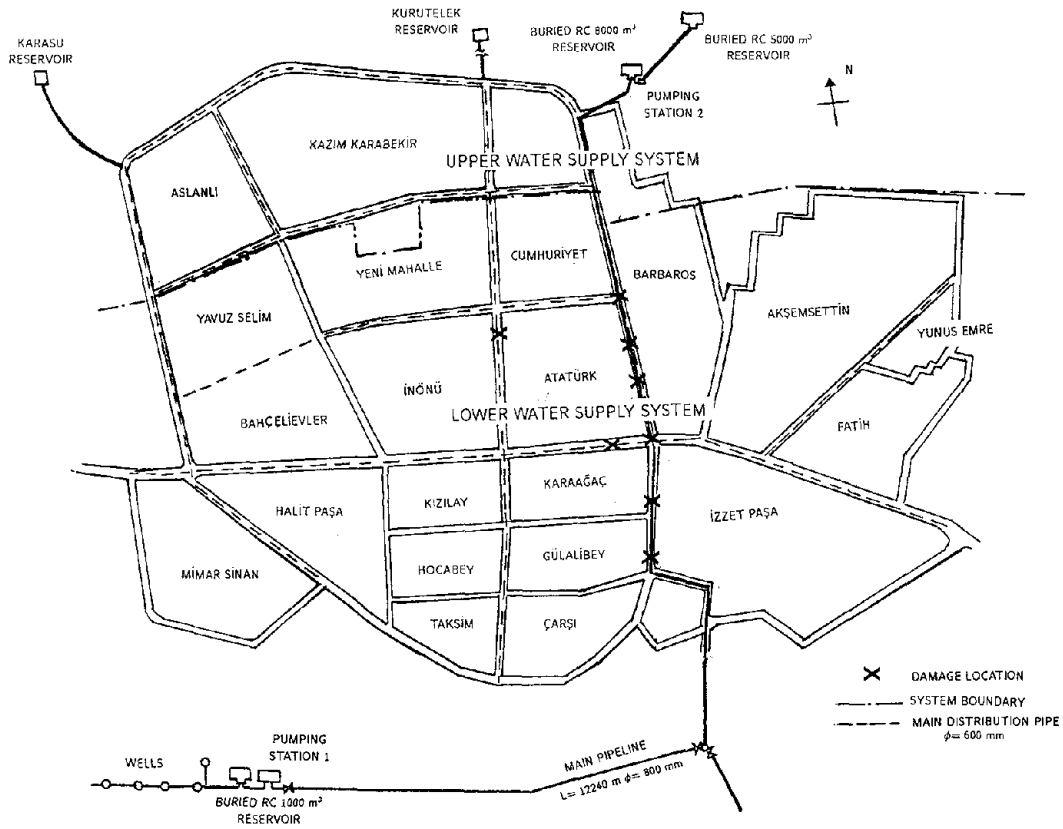 KARASU
RESERVOIR
KURUTELEK
RESERVOIR
BURIED RC 8000 m³
RESERVOIR
BURIED RC 5000 m³
RESERVOIR
N
PUMPING
STATION 2
KAZIM KARABEKİR
UPPER WATER SUPPLY SYSTEM
ASLANLI
CUMHURİYET
YENİ MAHALLE
BARBAROS
AKŞEMSETTİN
YAVUZ SELİM
YUNUS EMRE
İNÖNÜ
ATATÜRK
LOWER WATER SUPPLY SYSTEM
BAHÇELİEVLER
FATİH
KARAAĞAÇ
KIZILAY
HALİT PAŞA
İZZET PAŞA
GÜLALİBEY
HOCABEY
MİMAR SİNAN
TAKSİM
ÇARŞI
DAMAGE LOCATION
SYSTEM BOUNDARY
MAIN DISTRIBUTION PIPE
ϕ= 600 mm
PUMPING
STATION 1
WELLS
MAIN PIPELINE
L= 12240 m ϕ= 800 mm
BURIED RC 1000 m³
RESERVOIR